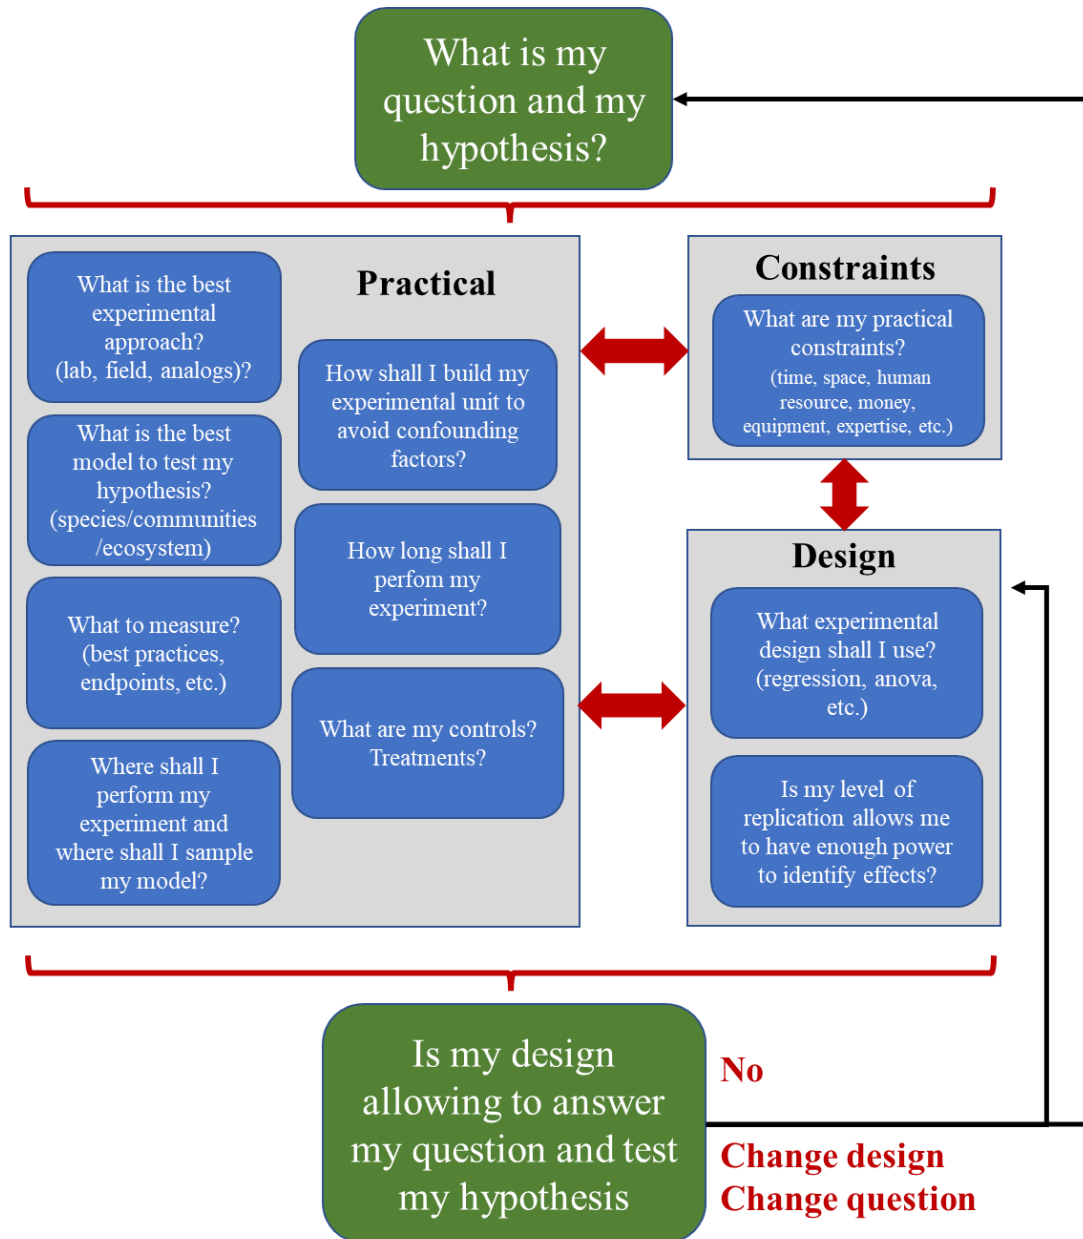 What is my
question and my
hypothesis?
Practical
What is the best
experimental
approach?
(lab, field, analogs)?
What is the best
model to test my
hypothesis?
(species/communities
/ecosystem)
What to measure?
(best practices,
endpoints, etc.)
Where shall I
perform my
experiment and
where shall I sample
my model?
How shall I build my
experimental unit to
avoid confounding
factors?
How long shall I
perfom my
experiment?
What are my controls?
Treatments?
Constraints
What are my practical
constraints?
(time, space, human
resource, money,
equipment, expertise, etc.)
Design
What experimental
design shall I use?
(regression, anova,
etc.)
Is my level of
replication allows me
to have enough power
to identify effects?
Is my design
allowing to answer
my question and test
my hypothesis
No
Change design
Change question